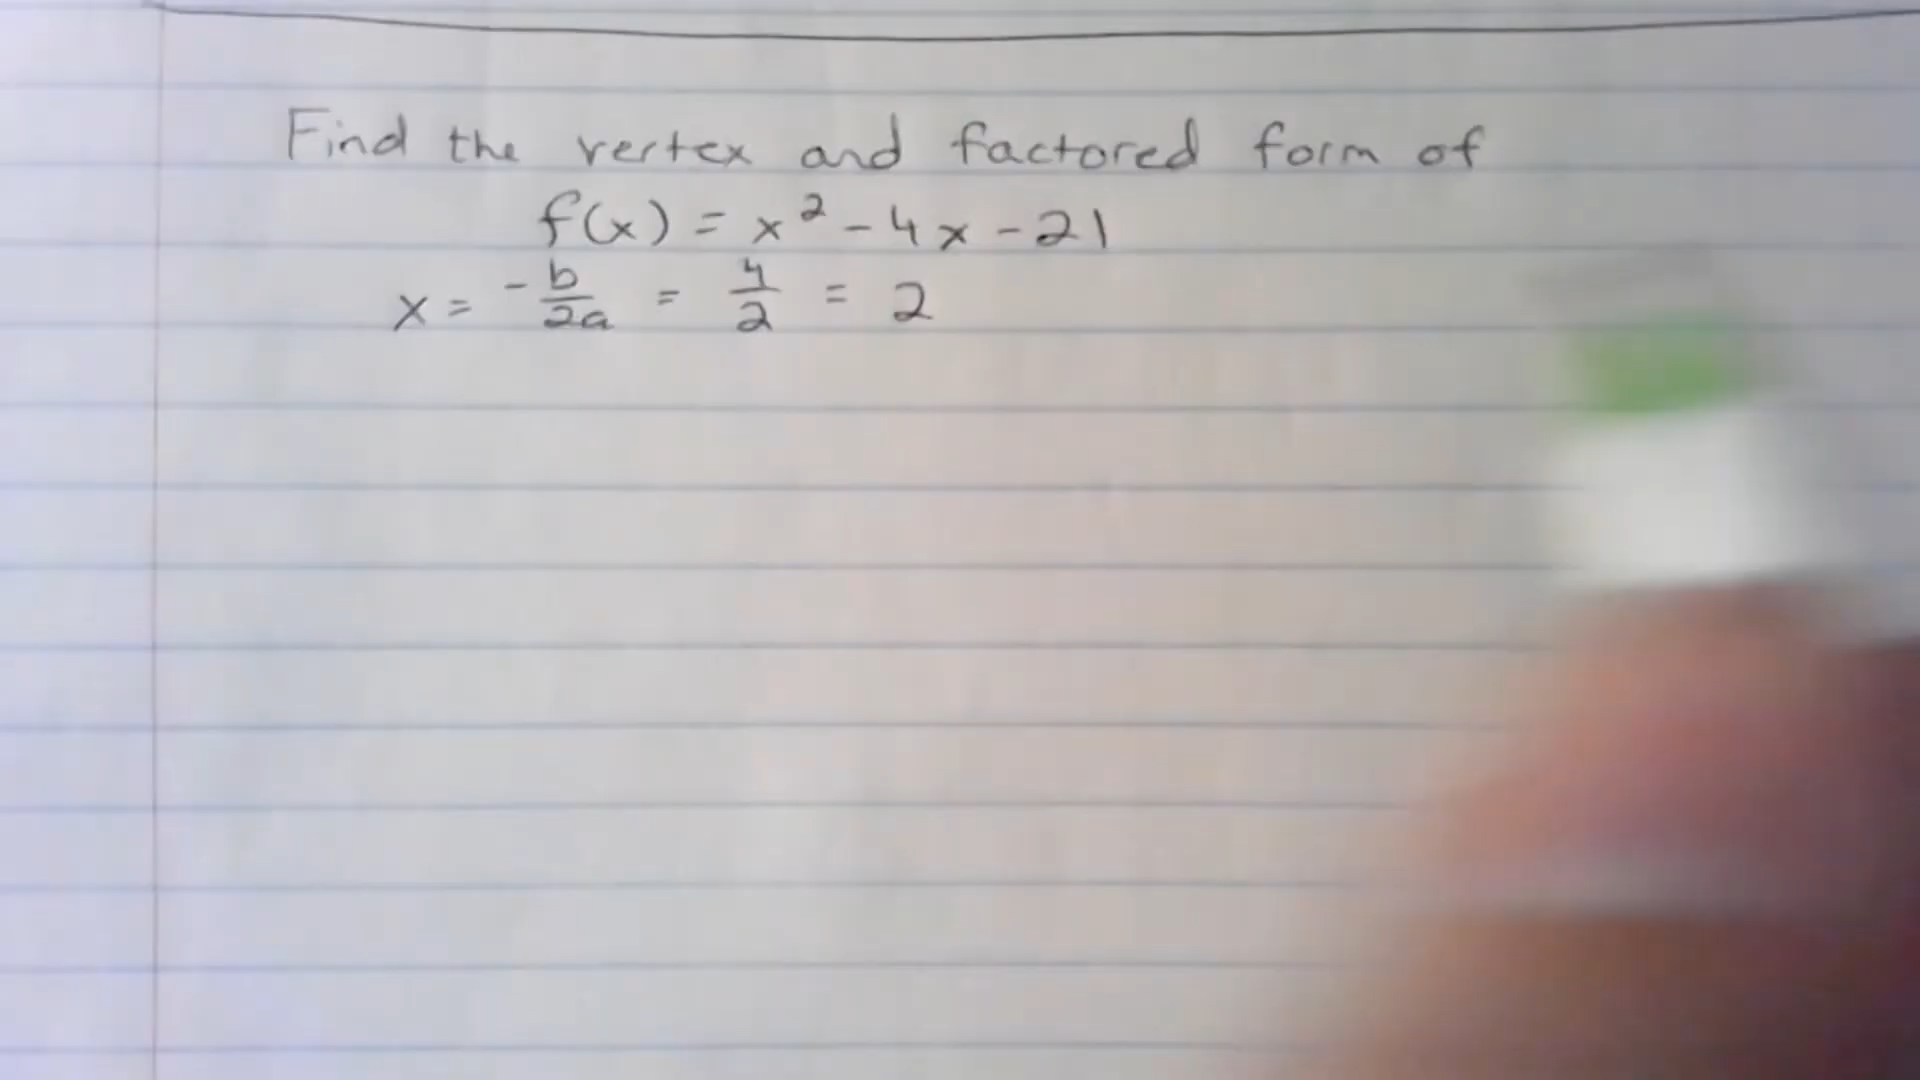 Find the vertex and factored form of
f(x) = x² - 4x - 21
x = -b/2a = 4/2 = 2